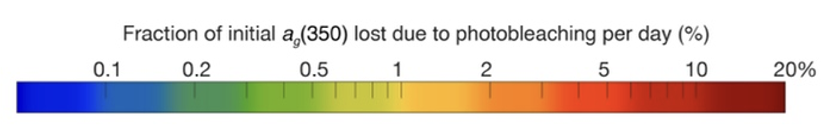 Fraction of initial ag(350) lost due to photobleaching per day (%)
0.1 0.2 0.5 1 2 5 10 20%